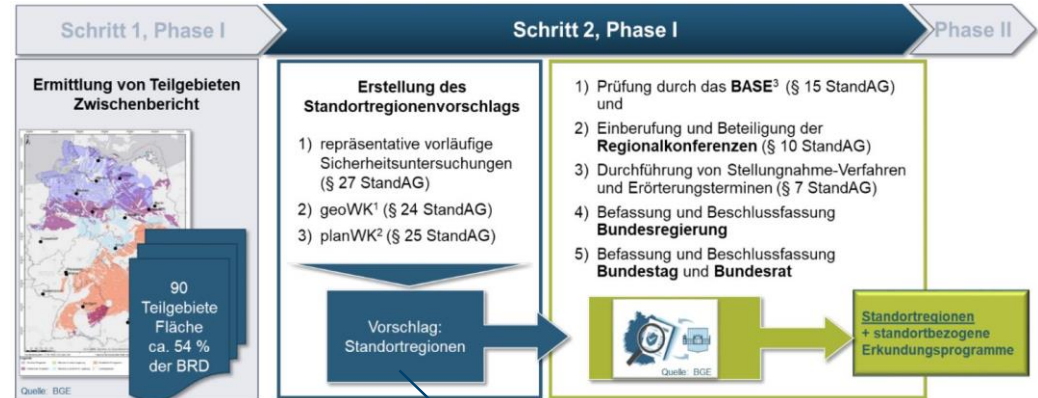 Schritt 1, Phase I
Schritt 2, Phase I
Phase II
Ermittlung von Teilgebieten
Zwischenbericht
90
Teilgebiete
Fläche
ca. 54 %
der BRD
Quelle: BGE
Erstellung des
Standortregionenvorschlags
1) repräsentative vorläufige
Sicherheitsuntersuchungen
(§ 27 StandAG)
2) geoWK¹ (§ 24 StandAG)
3) planWK² (§ 25 StandAG)
Vorschlag:
Standortregionen
1) Prüfung durch das BASE³ (§ 15 StandAG)
und
2) Einberufung und Beteiligung der
Regionalkonferenzen (§ 10 StandAG)
3) Durchführung von Stellungnahme-Verfahren
und Erörterungsterminen (§ 7 StandAG)
4) Befassung und Beschlussfassung
Bundesregierung
5) Befassung und Beschlussfassung
Bundestag und Bundesrat
Quelle: BGE
Standortregionen
+ standortbezogene
Erkundungsprogramme